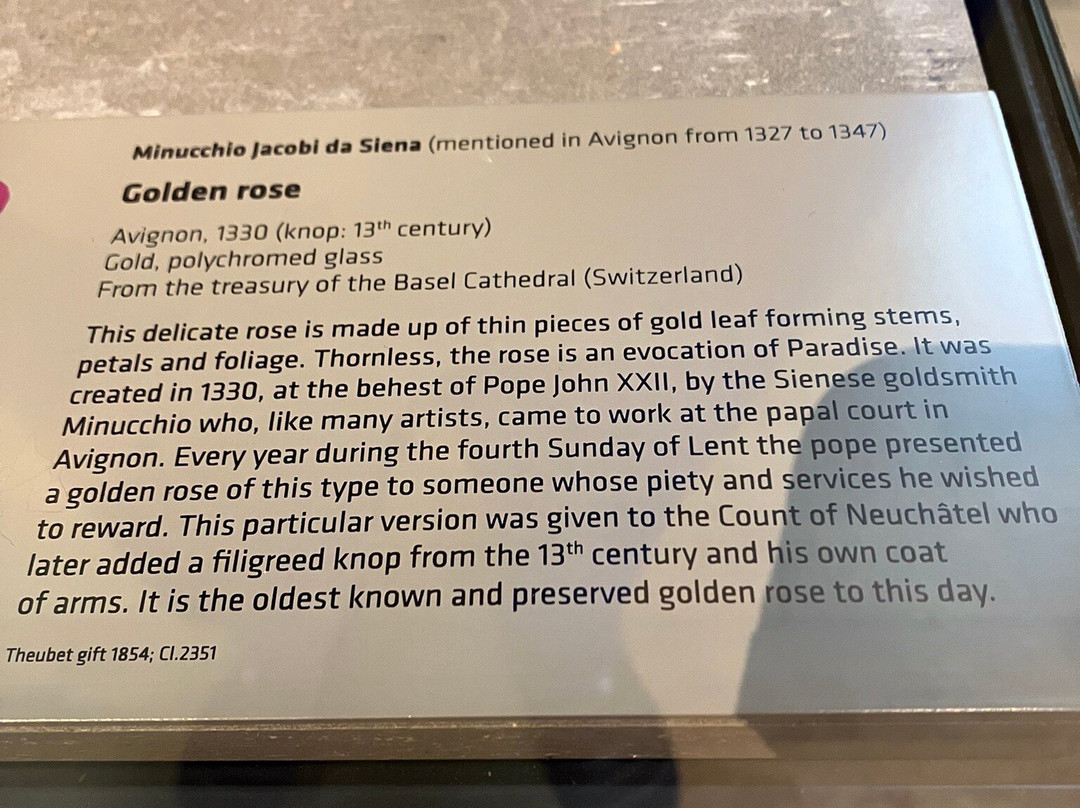 Minucchio Jacobi da Siena (mentioned in Avignon from 1327 to 1347)
Golden rose
Avignon, 1330 (knop: 13th century)
Gold, polychromed glass
From the treasury of the Basel Cathedral (Switzerland)
This delicate rose is made up of thin pieces of gold leaf forming stems,
petals and foliage. Thornless, the rose is an evocation of Paradise. It was
created in 1330, at the behest of Pope John XXII, by the Sienese goldsmith
Minucchio who, like many artists, came to work at the papal court in
Avignon. Every year during the fourth Sunday of Lent the pope presented
a golden rose of this type to someone whose piety and services he wished
to reward. This particular version was given to the Count of Neuchâtel who
later added a filigreed knop from the 13th century and his own coat
of arms. It is the oldest known and preserved golden rose to this day.
Theubet gift 1854; Cl.2351